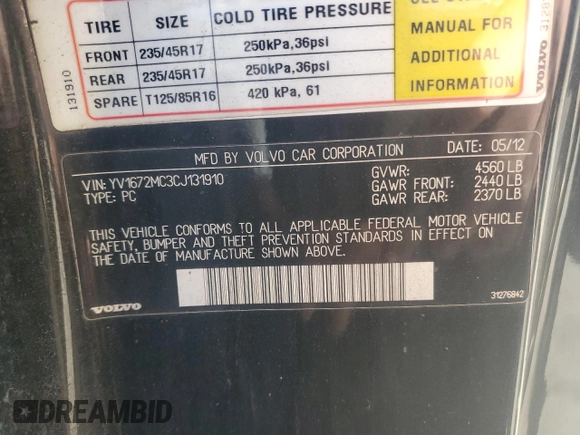 TIRE SIZE COLD TIRE PRESSURE
FRONT 235/45R17 250kPa,36psi
REAR 235/45R17 250kPa,36psi
SPARE T125/85R16 420 kPa, 61
MANUAL FOR
ADDITIONAL
INFORMATION
131910
VOLVO
MFD BY VOLVO CAR CORPORATION DATE: 05/12
VIN: YV1672MC3CJ131910
TYPE: PC
GVWR: 4560 LB
GAWR FRONT: 2440 LB
GAWR REAR: 2370 LB
THIS VEHICLE CONFORMS TO ALL APPLICABLE FEDERAL MOTOR VEHICLE
SAFETY, BUMPER AND THEFT PREVENTION STANDARDS IN EFFECT ON
THE DATE OF MANUFACTURE SHOWN ABOVE.
VOLVO
31276842
DREAMBID